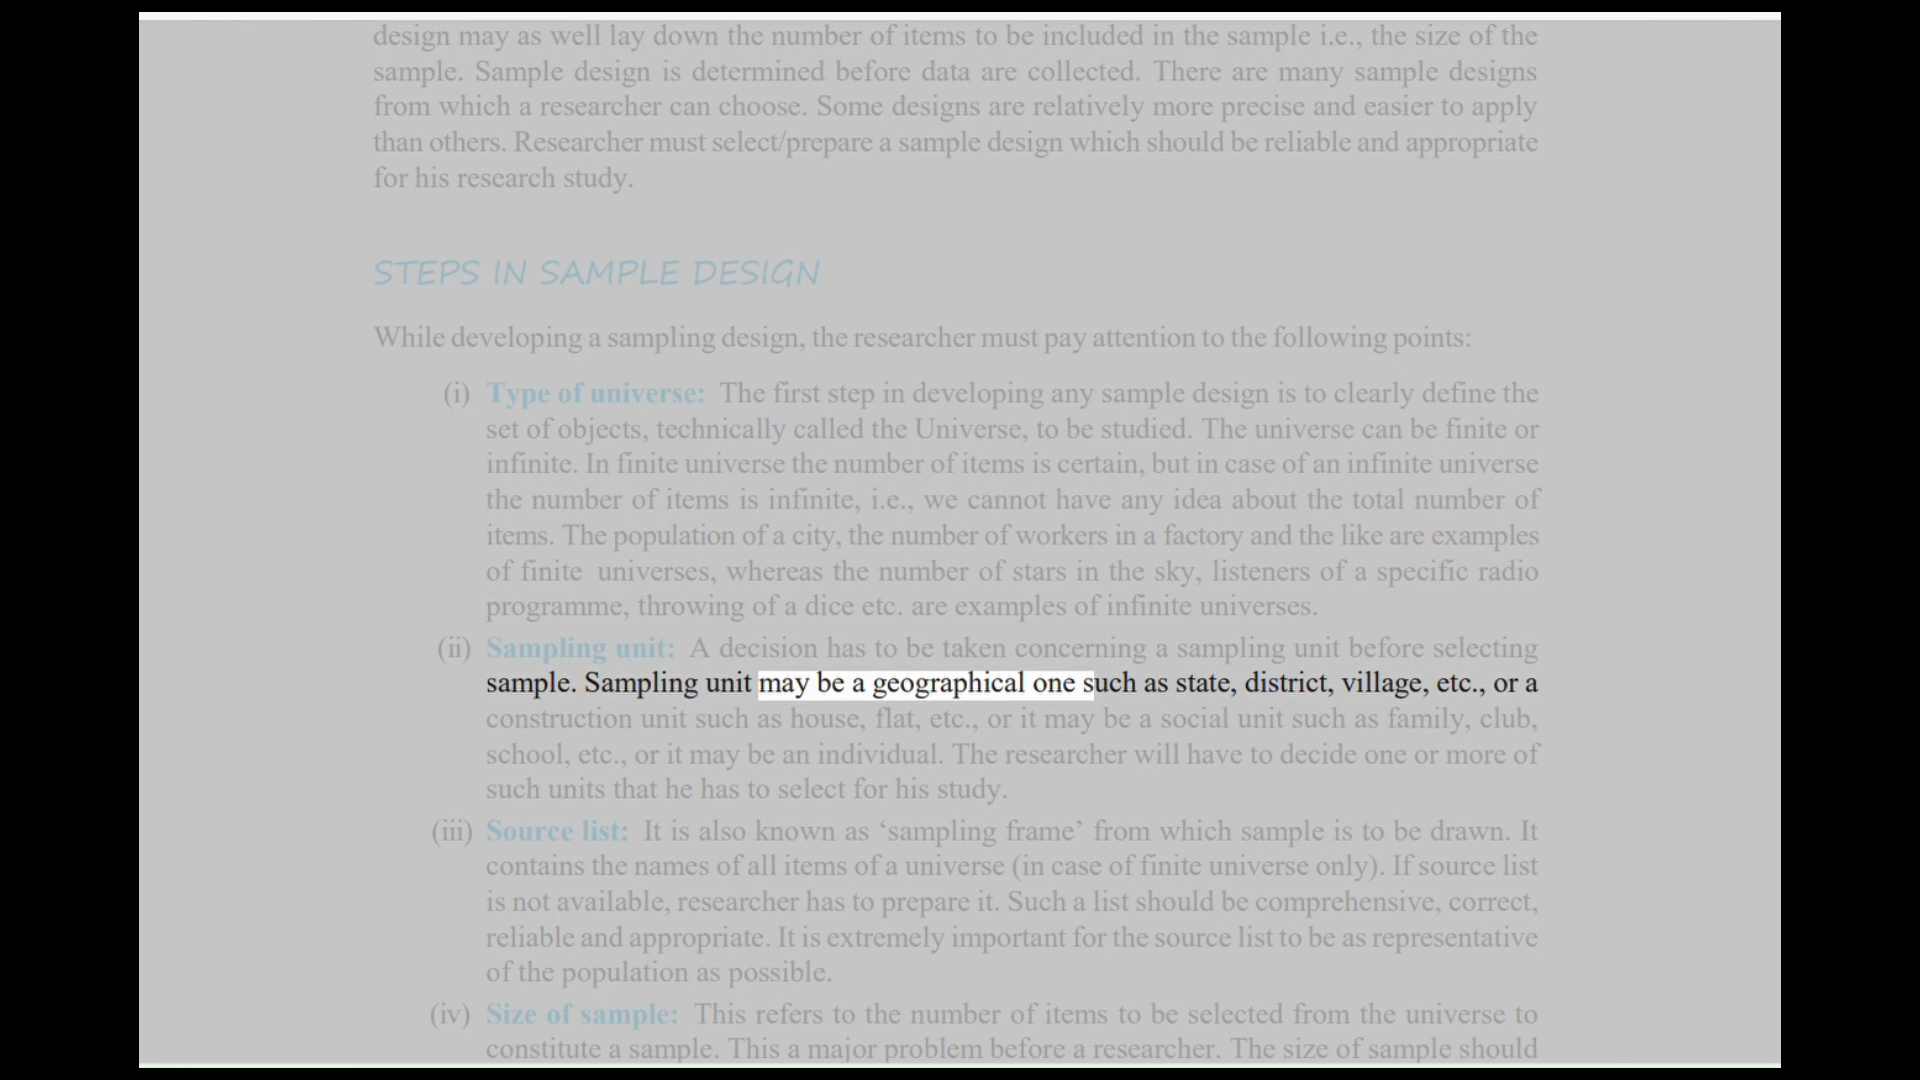 design may as well lay down the number of items to be included in the sample i.e., the size of the
sample. Sample design is determined before data are collected. There are many sample designs
from which a researcher can choose. Some designs are relatively more precise and easier to apply
than others. Researcher must select/prepare a sample design which should be reliable and appropriate
for his research study.
STEPS IN SAMPLE DESIGN
While developing a sampling design, the researcher must pay attention to the following points:
(i) Type of universe: The first step in developing any sample design is to clearly define the
set of objects, technically called the Universe, to be studied. The universe can be finite or
infinite. In finite universe the number of items is certain, but in case of an infinite universe
the number of items is infinite, i.e., we cannot have any idea about the total number of
items. The population of a city, the number of workers in a factory and the like are examples
of finite universes, whereas the number of stars in the sky, listeners of a specific radio
programme, throwing of a dice etc. are examples of infinite universes.
(ii) Sampling unit: A decision has to be taken concerning a sampling unit before selecting
sample. Sampling unit may be a geographical one such as state, district, village, etc., or a
construction unit such as house, flat, etc., or it may be a social unit such as family, club,
school, etc., or it may be an individual. The researcher will have to decide one or more of
such units that he has to select for his study.
(iii) Source list: It is also known as ‘sampling frame’ from which sample is to be drawn. It
contains the names of all items of a universe (in case of finite universe only). If source list
is not available, researcher has to prepare it. Such a list should be comprehensive, correct,
reliable and appropriate. It is extremely important for the source list to be as representative
of the population as possible.
(iv) Size of sample: This refers to the number of items to be selected from the universe to
constitute a sample. This a major problem before a researcher. The size of sample should